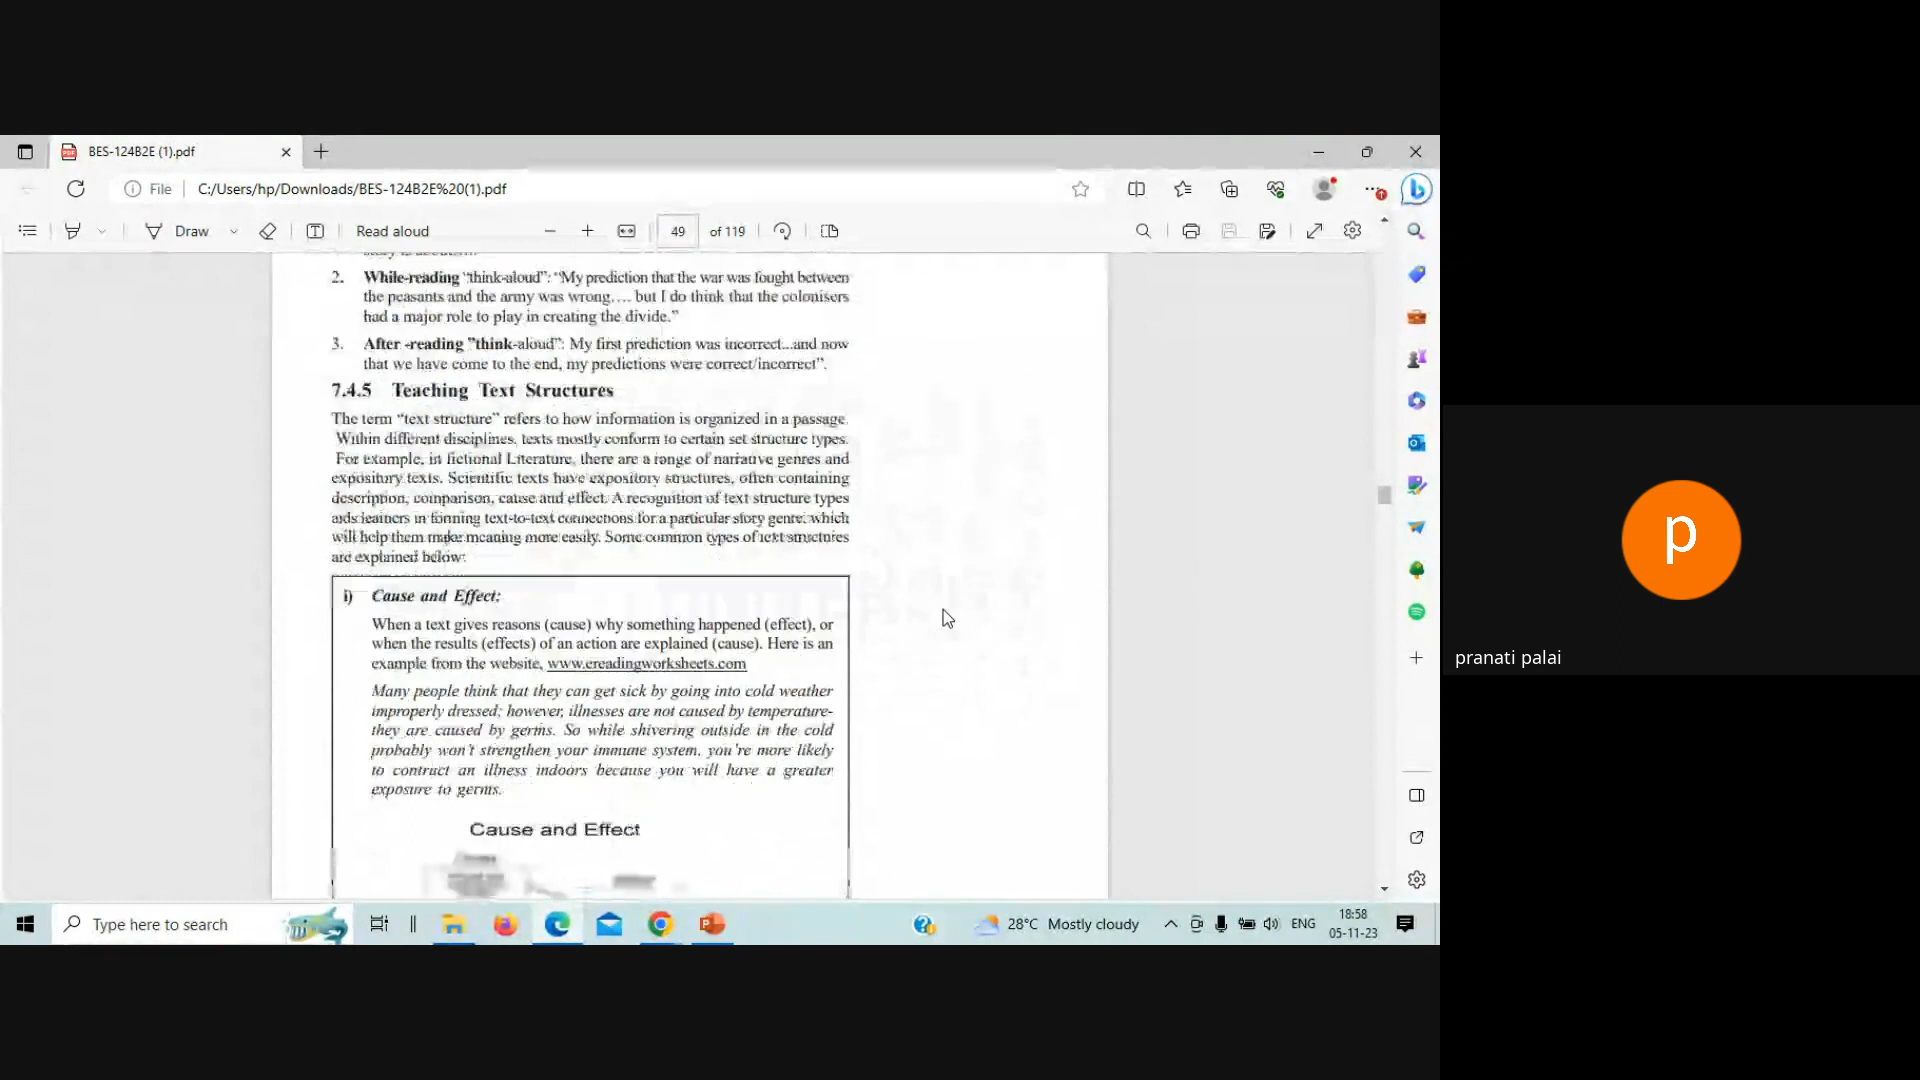 BES-124B2E (1).pdf
File
C:/Users/hp/Downloads/BES-124B2E%20(1).pdf
Draw
Read aloud
49 of 119
2. While-reading "think-aloud": "My prediction that the war was fought between
the peasants and the army was wrong.... but I do think that the colonisers
had a major role to play in creating the divide."
3. After -reading "think-aloud": My first prediction was incorrect...and now
that we have come to the end, my predictions were correct/incorrect".
7.4.5 Teaching Text Structures
The term "text structure" refers to how information is organized in a passage.
Within different disciplines, texts mostly conform to certain set structure types.
For example, in fictional Literature, there are a range of narrative genres and
expository texts. Scientific texts have expository structures, often containing
description, comparison, cause and effect. A recognition of text structure types
aids learners in forming text-to-text connections for a particular story genre, which
will help them make meaning more easily. Some common types of text structures
are explained below:
i) Cause and Effect:
When a text gives reasons (cause) why something happened (effect), or
when the results (effects) of an action are explained (cause). Here is an
example from the website, www.ereadingworksheets.com
Many people think that they can get sick by going into cold weather
improperly dressed; however, illnesses are not caused by temperature-
they are caused by germs. So while shivering outside in the cold
probably won't strengthen your immune system, you're more likely
to contract an illness indoors because you will have a greater
exposure to germs.
Cause and Effect
p
pranati palai
Type here to search
28°C Mostly cloudy
ENG
18:58
05-11-23